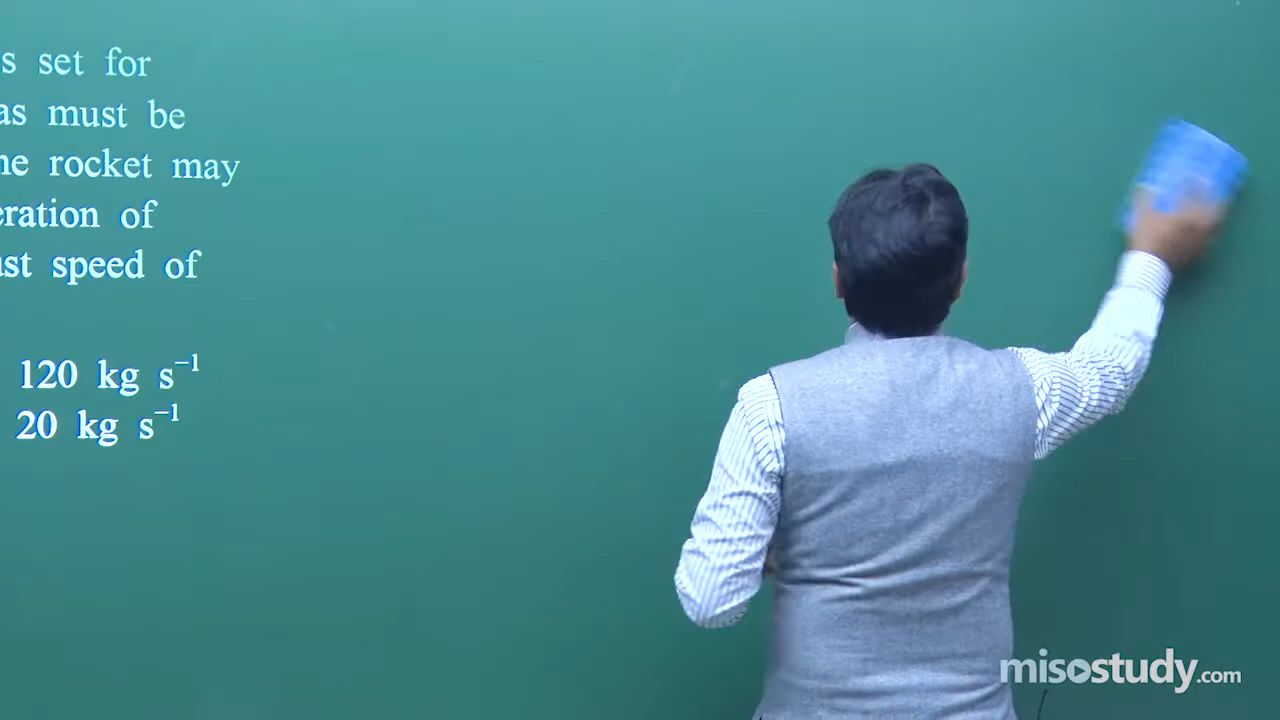 s set for
as must be
ne rocket may
eration of
ust speed of
120 kg s⁻¹
20 kg s⁻¹
misostudy.com